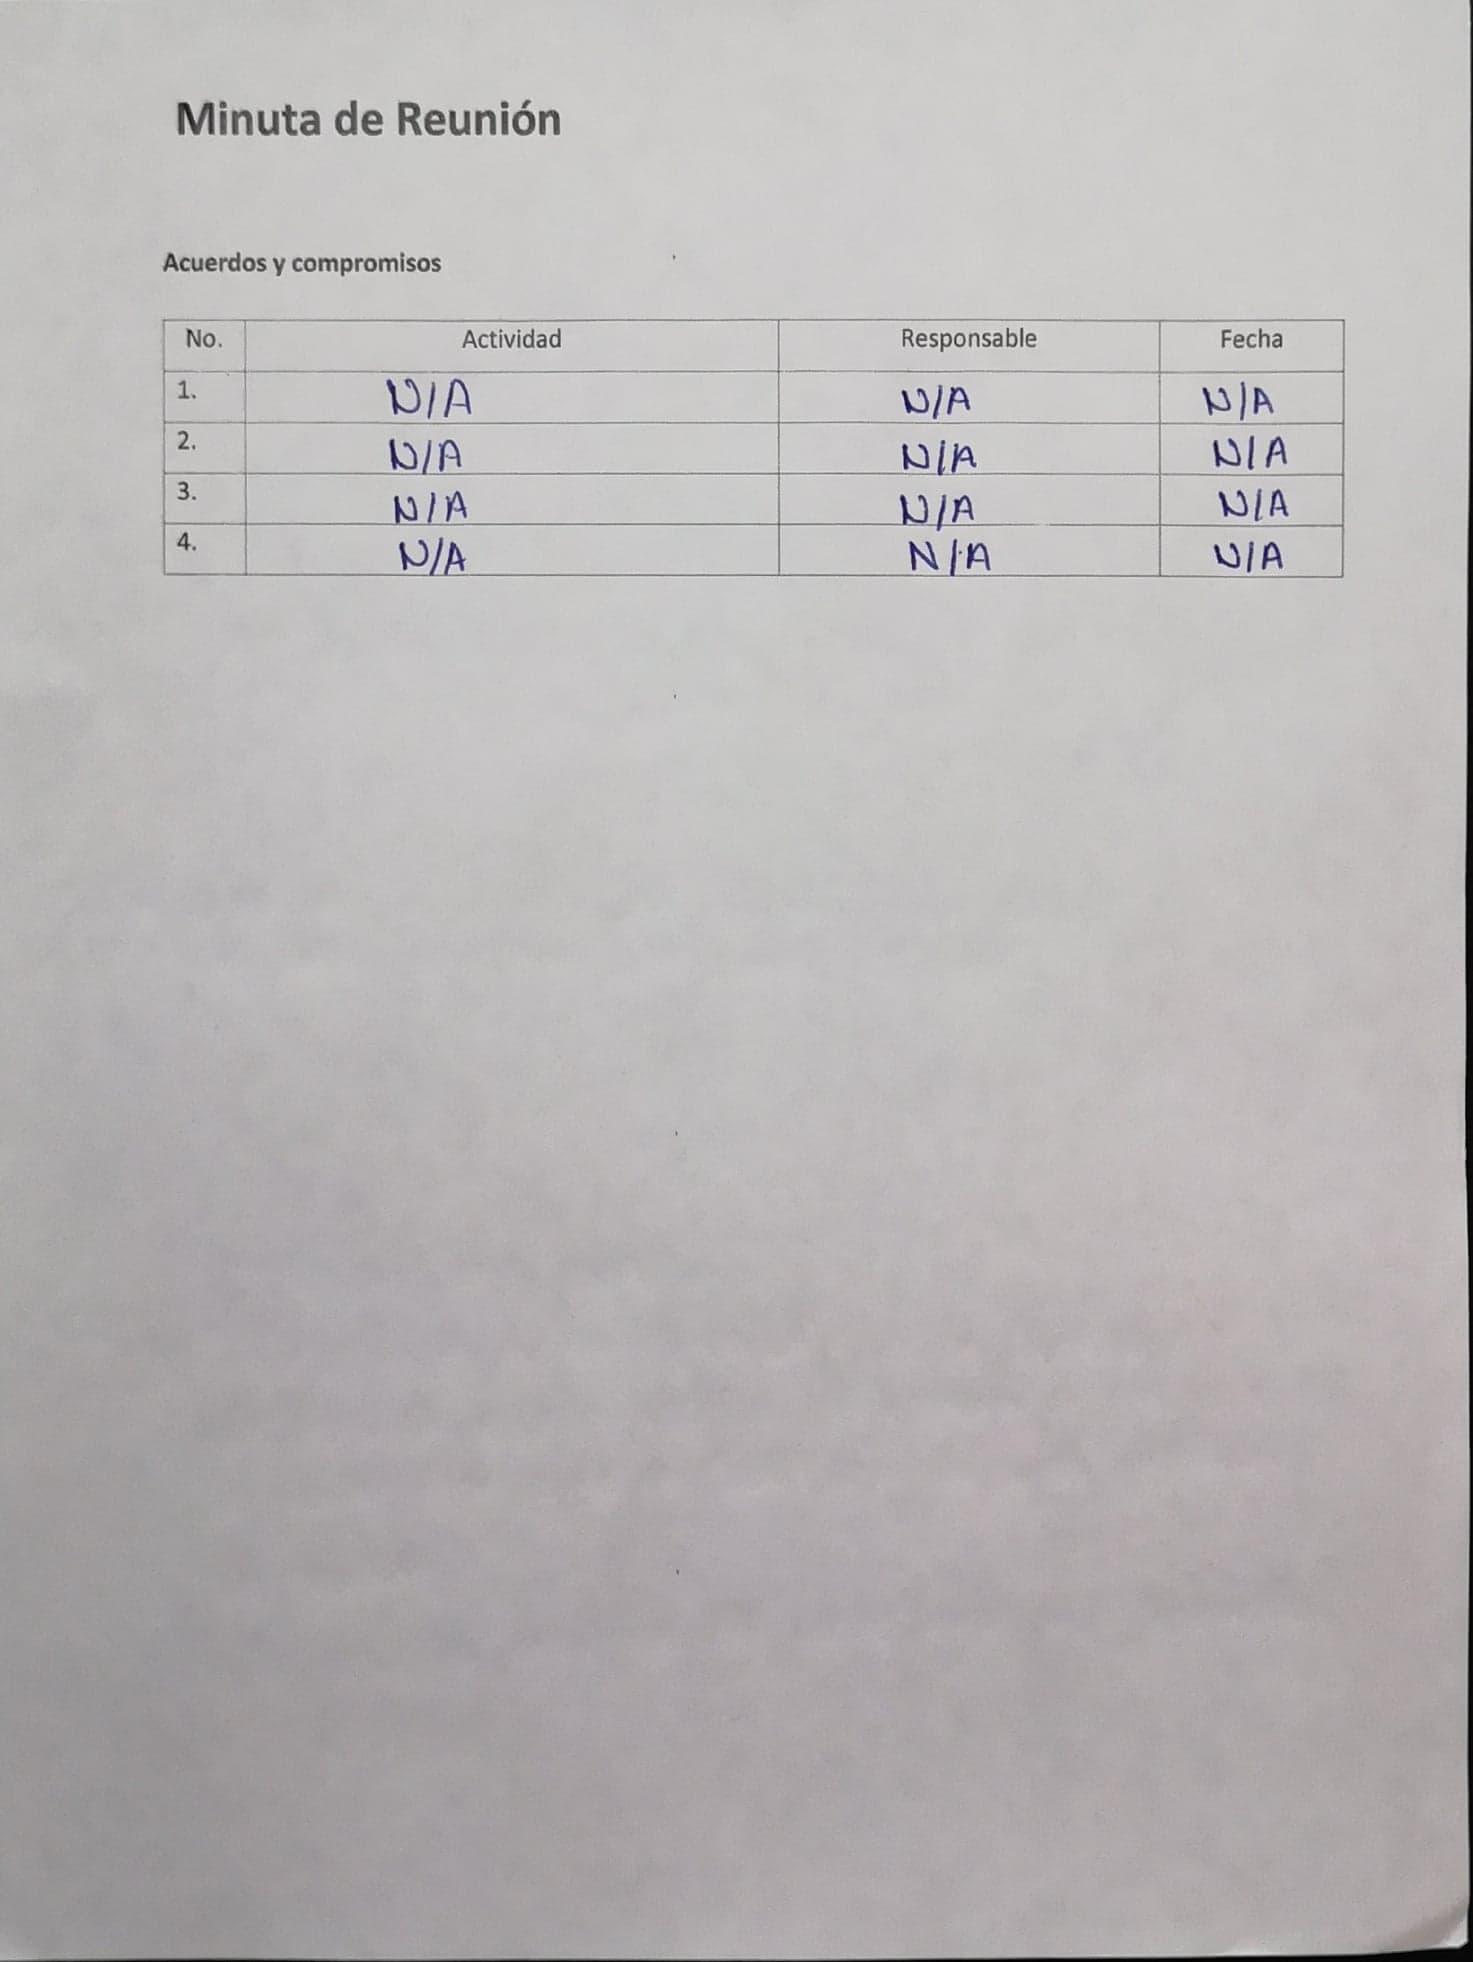 Minuta de Reunión
Acuerdos y compromisos
No. Actividad Responsable Fecha
1. N/A N/A N/A
2. N/A N/A N/A
3. N/A N/A N/A
4. N/A N/A N/A